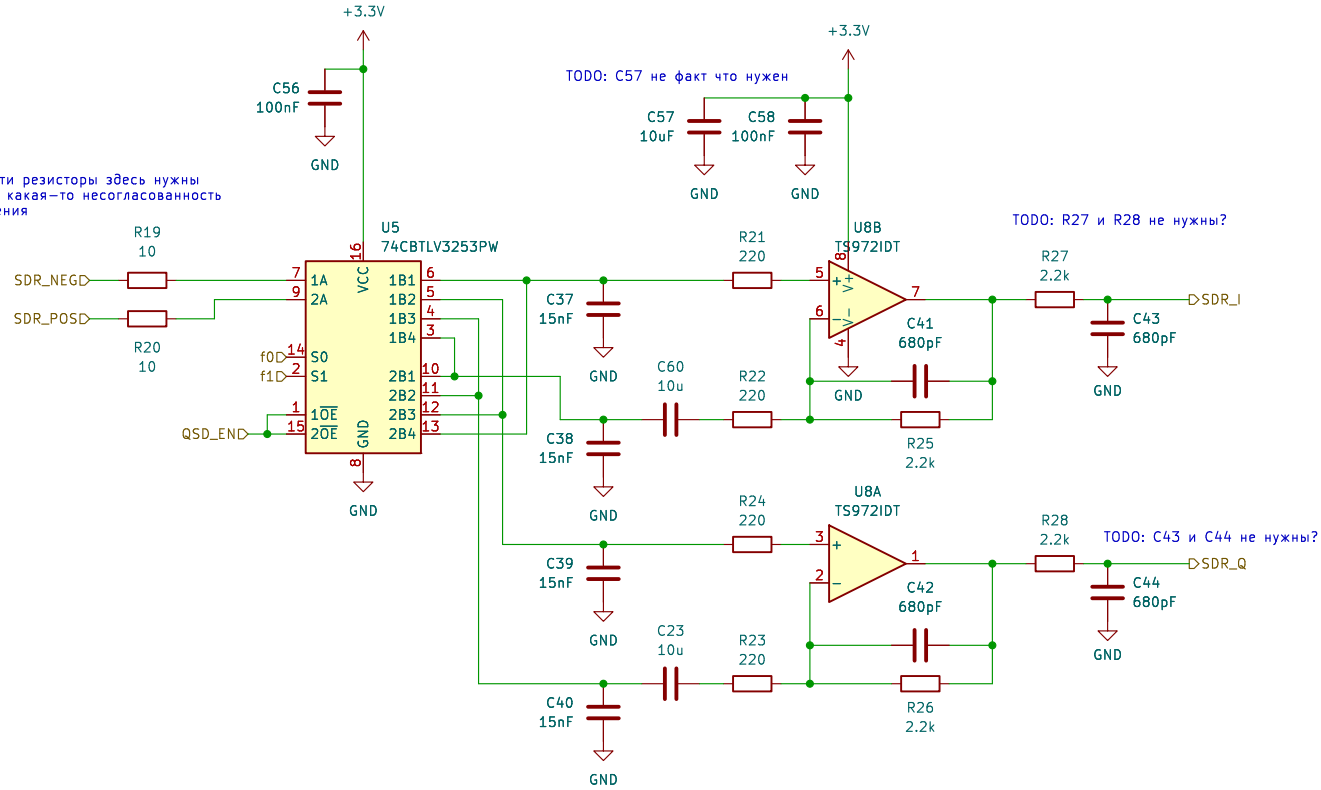 +3.3V
+3.3V
TODO: C57 не факт что нужен
C56
100nF
GND
C57
10uF
GND
C58
100nF
GND
резисторы здесь нужны
какая-то несогласованность
R19
10
SDR_NEG
SDR_POS
R20
10
f0
f1
QSD_EN
U5
74CBTLV3253PW
16
VCC
7 1A
9 2A
14 S0
2 S1
1 1OE
15 2OE
GND
8
GND
1B1 6
1B2 5
1B3 4
1B4 3
2B1 10
2B2 11
2B3 12
2B4 13
C37
15nF
GND
R21
220
C60
10u
R22
220
C38
15nF
GND
U8B
TS972IDT
8
V+
5 +
6 −
V−
4
7
GND
C41
680pF
R25
2.2k
TODO: R27 и R28 не нужны?
R27
2.2k
SDR_I
C43
680pF
GND
R24
220
C39
15nF
GND
C23
10u
R23
220
C40
15nF
GND
U8A
TS972IDT
3 +
2 −
1
C42
680pF
R26
2.2k
R28
2.2k
TODO: C43 и C44 не нужны?
SDR_Q
C44
680pF
GND